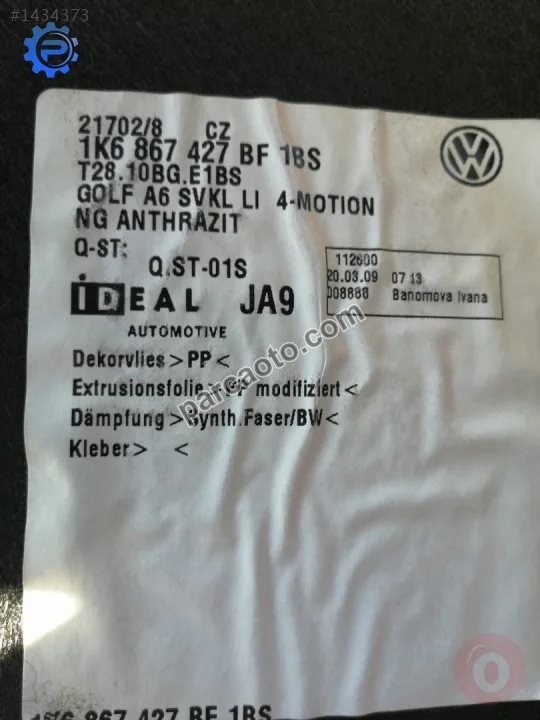 #1434373
21702/8 CZ
1K6 867 427 BF 1BS
T28.10BG.E1BS
GOLF A6 SVKL LI 4-MOTION
NG ANTHRAZIT
Q-ST:
Q.ST-01S
112600
20.03.09 07 13
008888 Banomova Ivana
IDEAL JA9
AUTOMOTIVE
Dekorvlies>PP<
Extrusionsfolie> modifiziert<
Dämpfung>Synth.Faser/BW<
Kleber> <
parcaoto.com
1K6 867 427 BF 1BS